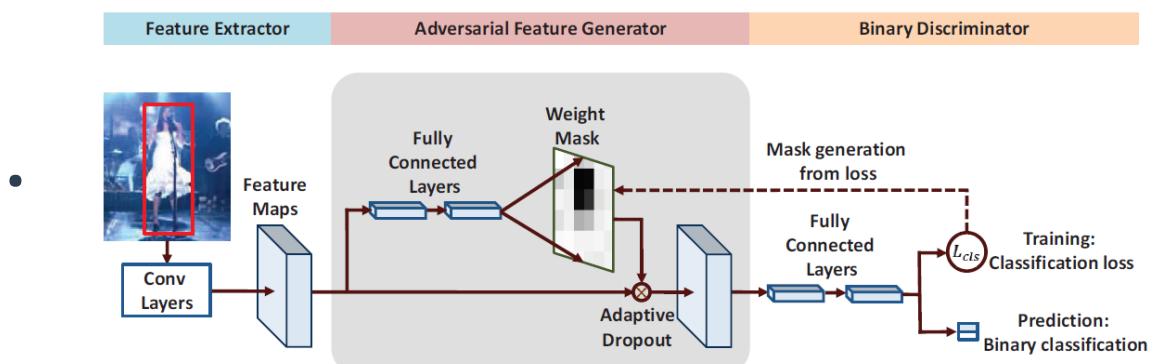 Feature Extractor
Adversarial Feature Generator
Binary Discriminator
Weight
Mask
Fully
Connected
Layers
Feature
Maps
Conv
Layers
Adaptive
Dropout
Mask generation
from loss
Fully
Connected
Layers
L_cls
Training:
Classification loss
Prediction:
Binary classification